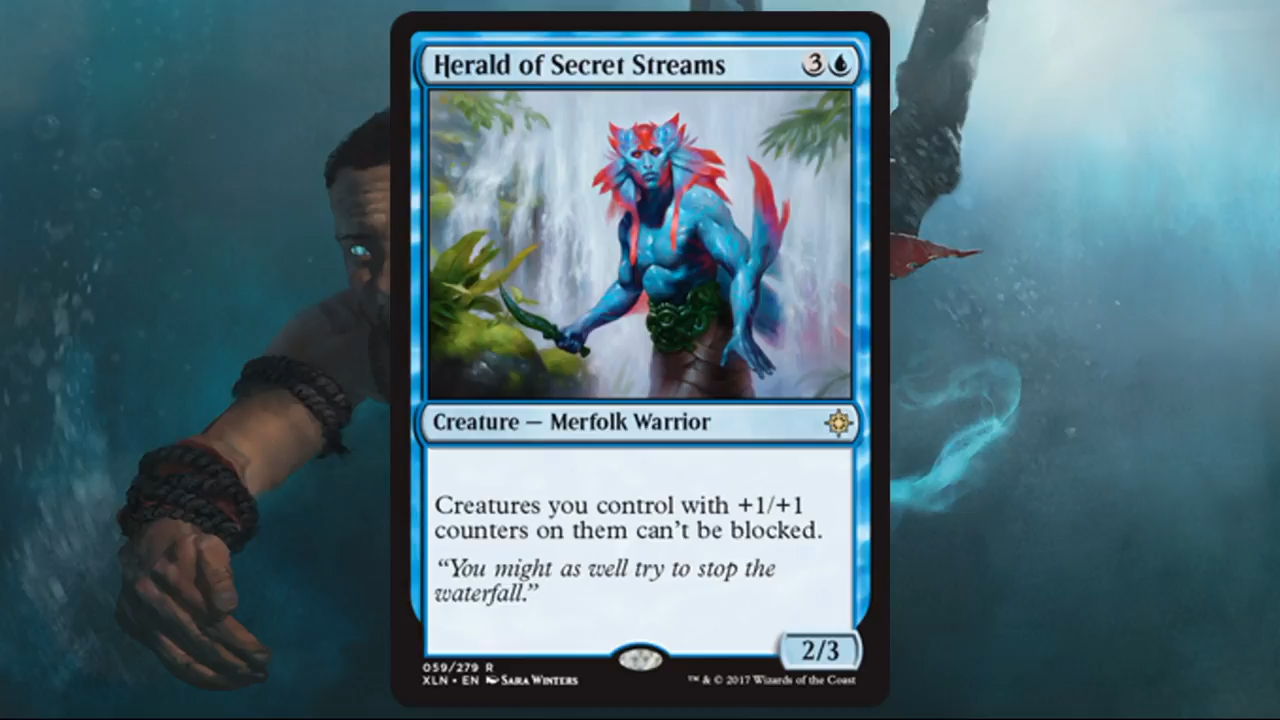 Herald of Secret Streams 3
Creature — Merfolk Warrior
Creatures you control with +1/+1
counters on them can't be blocked.
“You might as well try to stop the
waterfall.”
2/3
059/279 R
XLN • EN Sara Winters
™ & © 2017 Wizards of the Coast